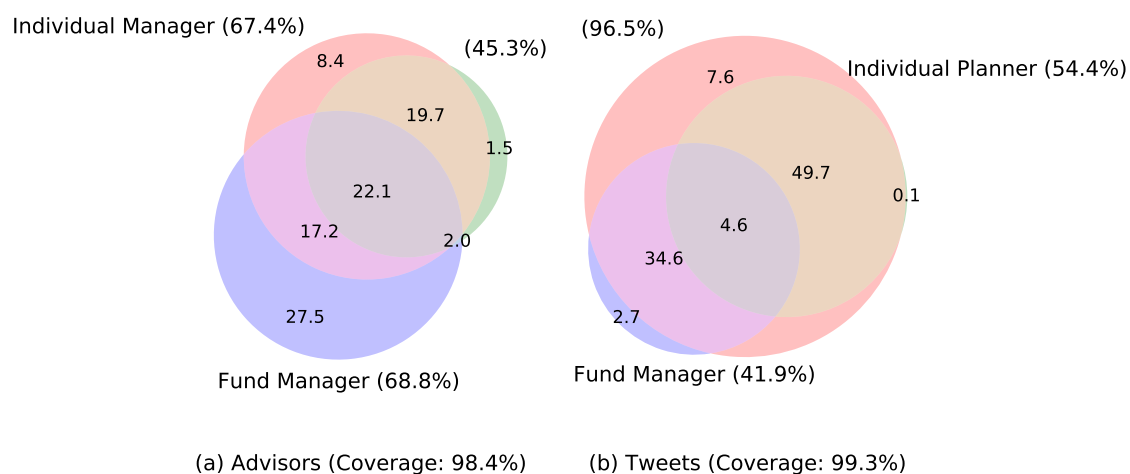 Individual Manager (67.4%)
(45.3%)
8.4
19.7
1.5
22.1
17.2
2.0
27.5
Fund Manager (68.8%)
(a) Advisors (Coverage: 98.4%)
(96.5%)
Individual Planner (54.4%)
7.6
49.7
0.1
4.6
34.6
2.7
Fund Manager (41.9%)
(b) Tweets (Coverage: 99.3%)